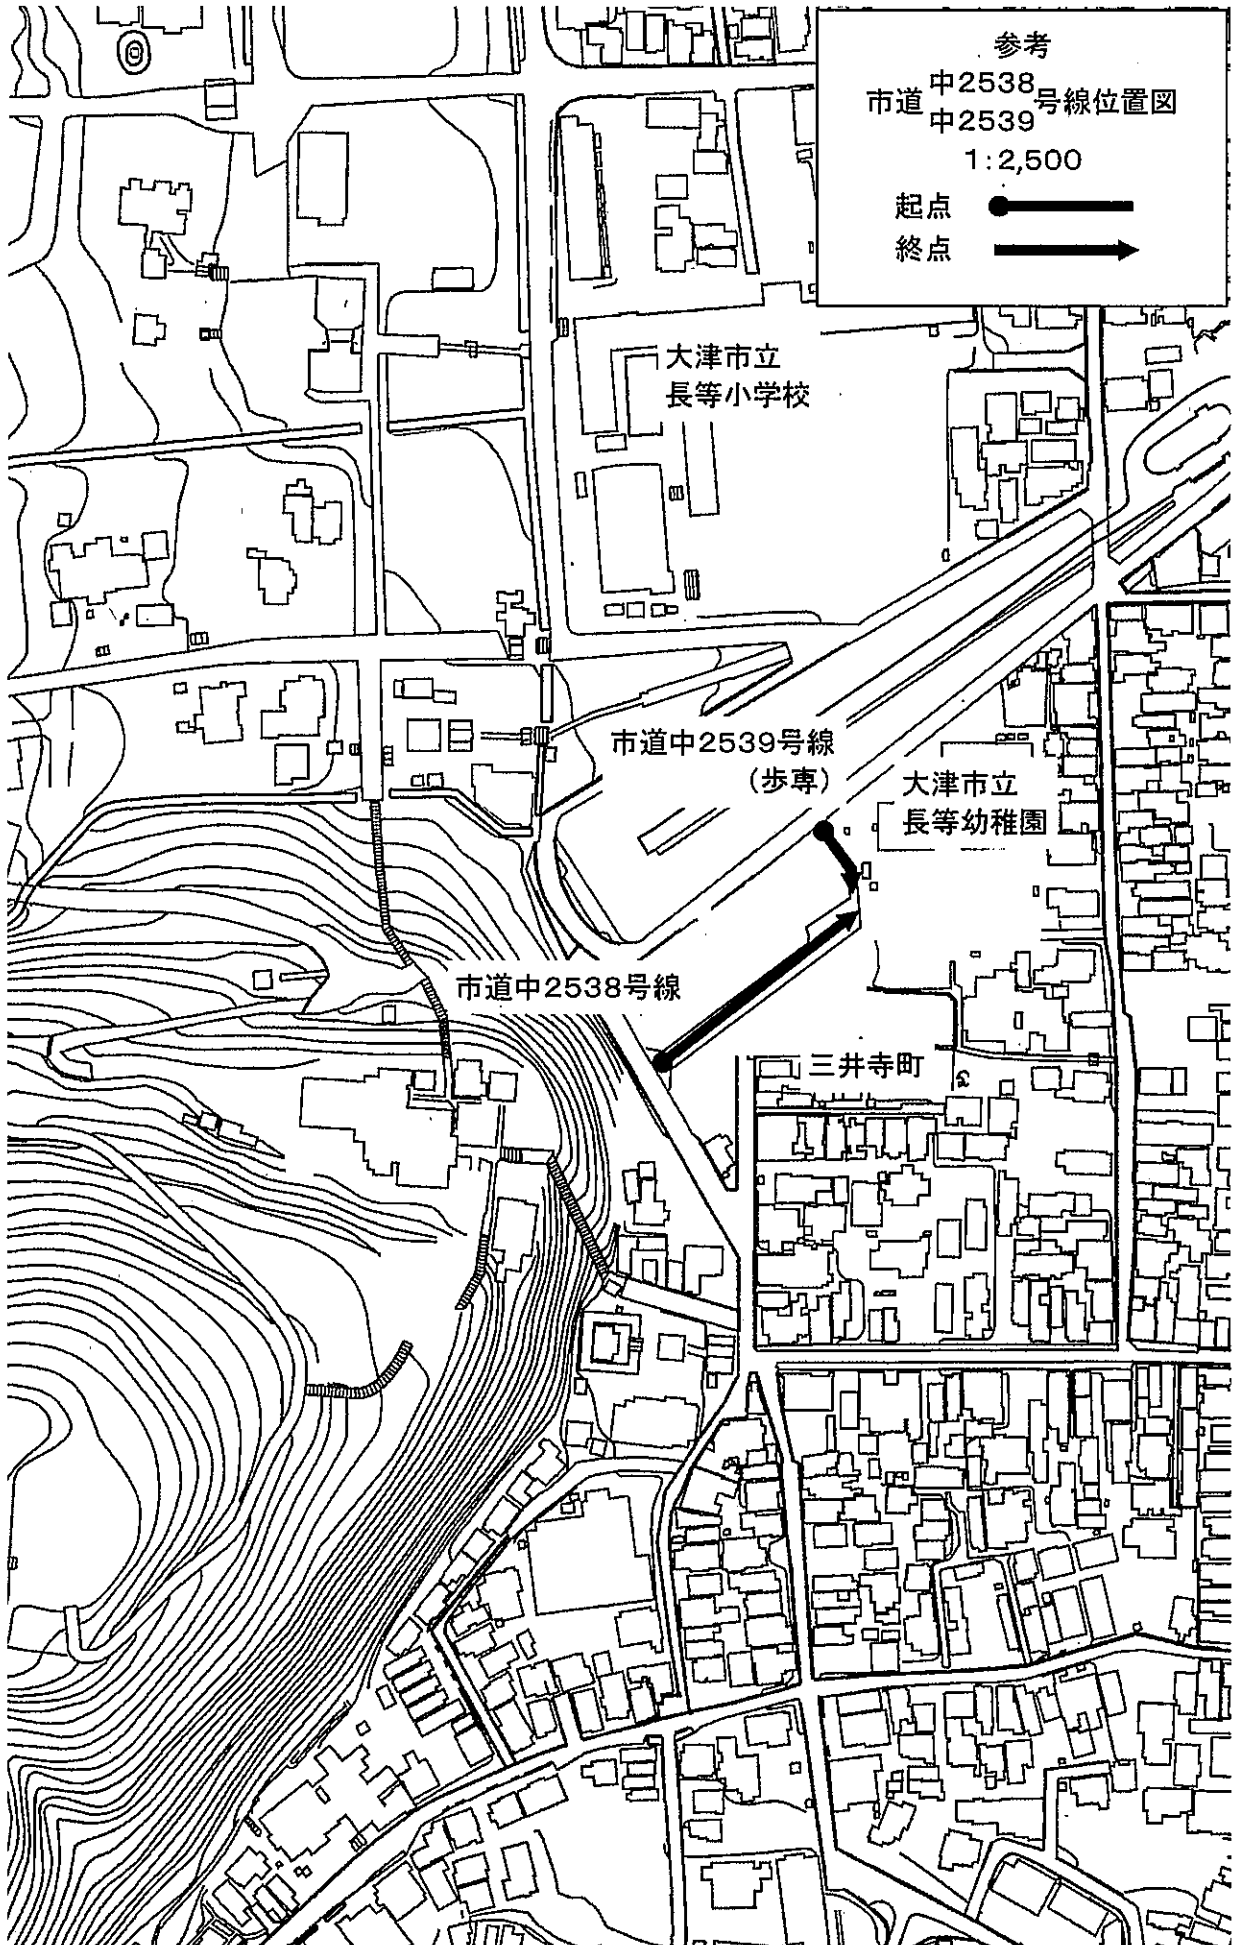 参考
市道 中2538 号線位置図
中2539
1:2,500
起点
終点
大津市立
長等小学校
市道中2539号線
(歩専)
大津市立
長等幼稚園
市道中2538号線
三井寺町